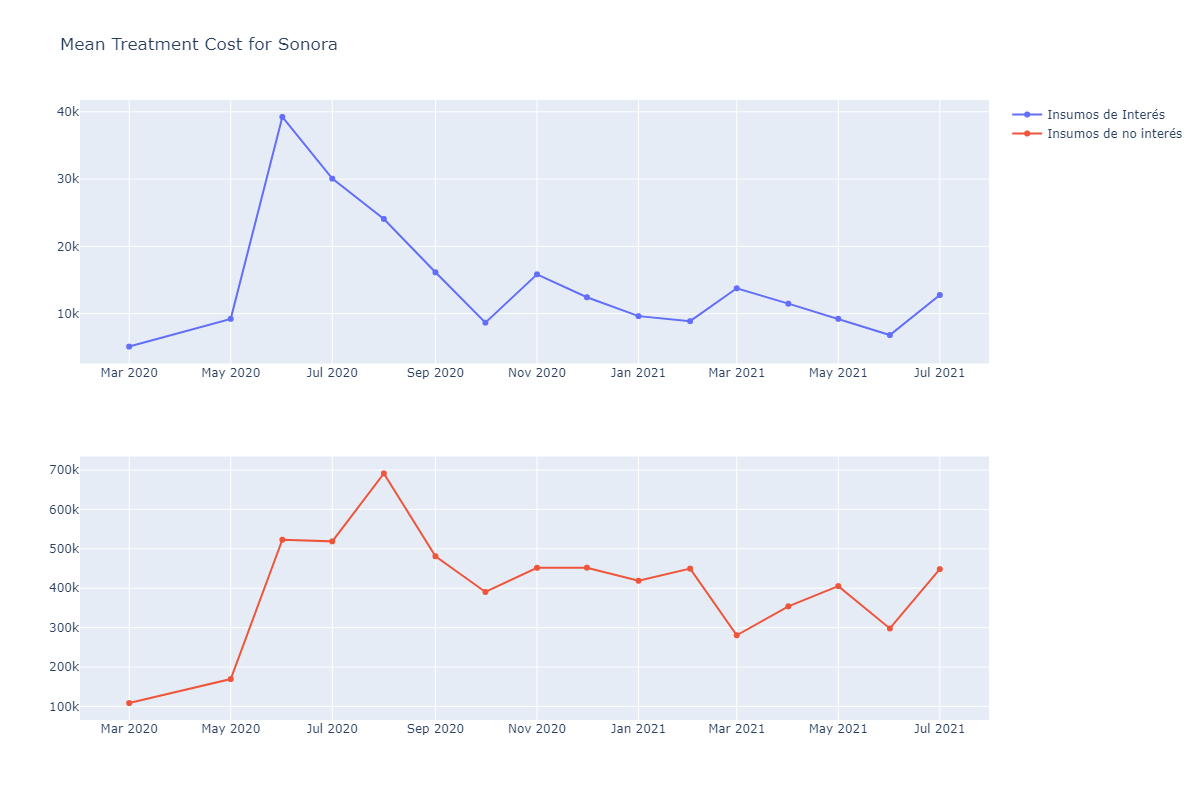 Mean Treatment Cost for Sonora
40k
30k
20k
10k
Mar 2020 May 2020 Jul 2020 Sep 2020 Nov 2020 Jan 2021 Mar 2021 May 2021 Jul 2021
Insumos de Interés
Insumos de no interés
700k
600k
500k
400k
300k
200k
100k
Mar 2020 May 2020 Jul 2020 Sep 2020 Nov 2020 Jan 2021 Mar 2021 May 2021 Jul 2021